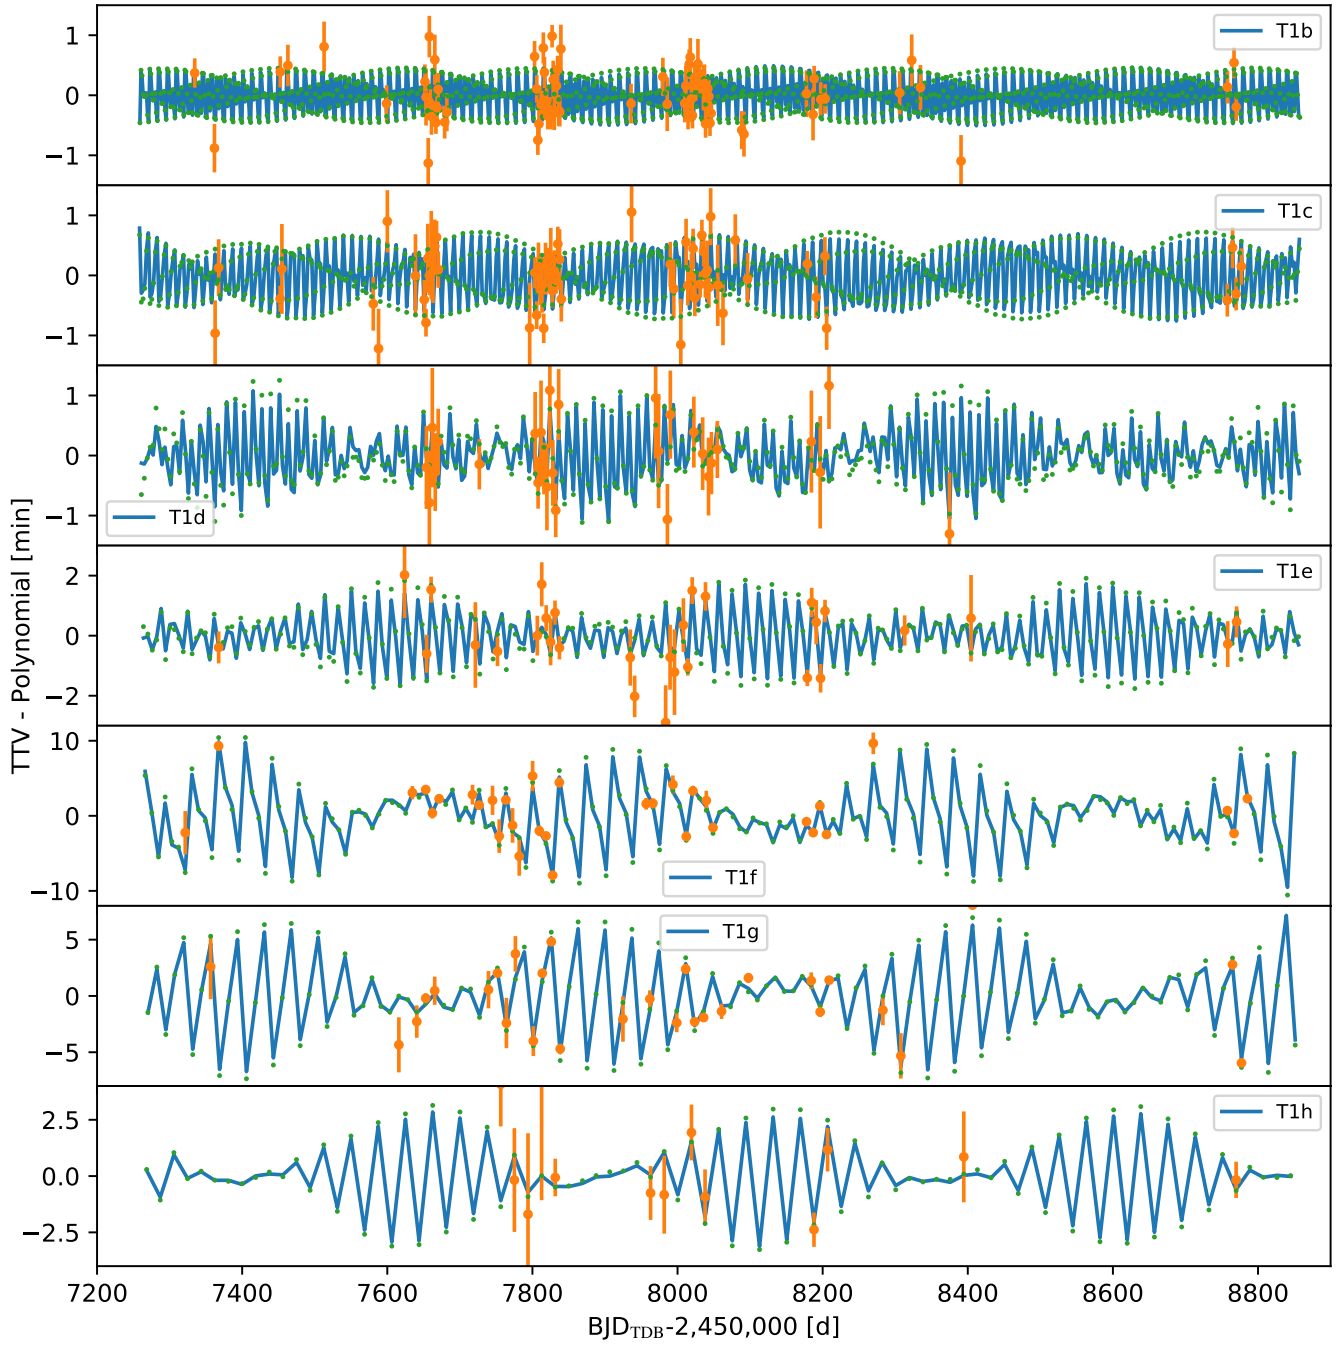 1
0
−1
T1b
1
0
−1
T1c
1
0
−1
T1d
2
0
−2
T1e
10
0
−10
T1f
5
0
−5
T1g
2.5
0.0
−2.5
T1h
TTV - Polynomial [min]
7200 7400 7600 7800 8000 8200 8400 8600 8800
BJD_TDB-2,450,000 [d]